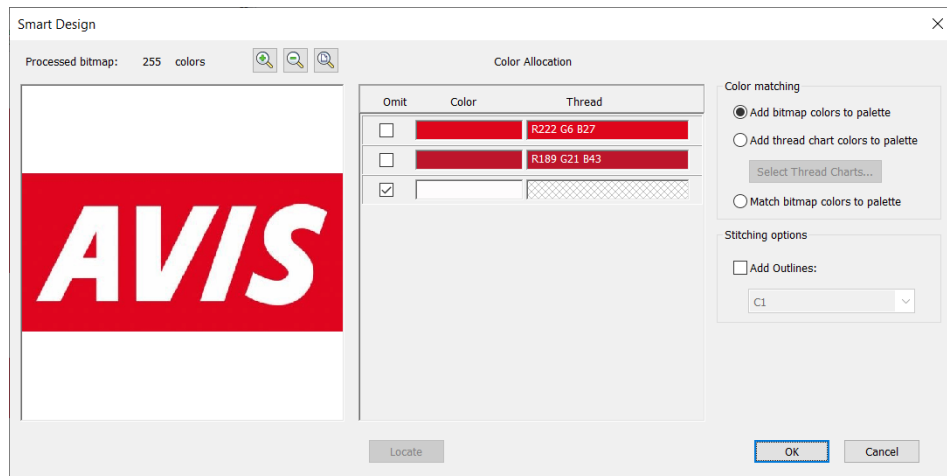 Smart Design
Processed bitmap: 255 colors
Color Allocation
Omit Color Thread
R222 G6 B27
R189 G21 B43
AVIS
Color matching
Add bitmap colors to palette
Add thread chart colors to palette
Select Thread Charts...
Match bitmap colors to palette
Stitching options
Add Outlines:
C1
Locate
OK Cancel